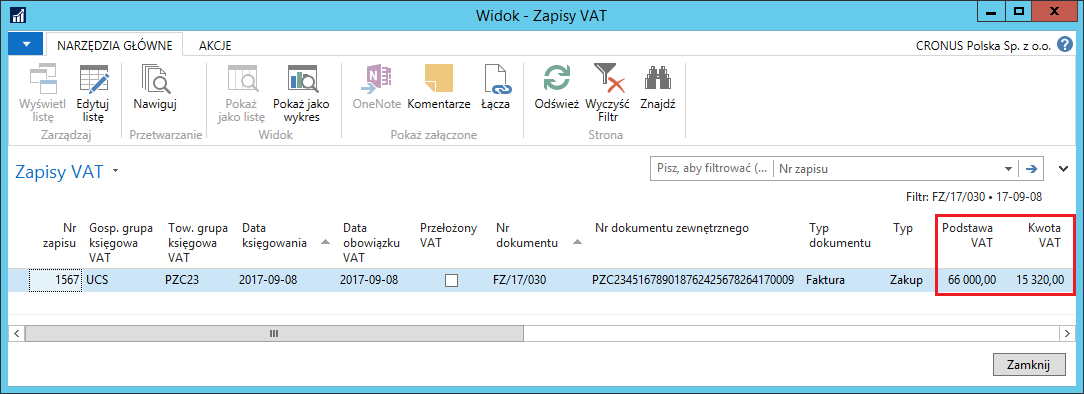 Widok - Zapisy VAT
NARZĘDZIA GŁÓWNE
AKCJE
CRONUS Polska Sp. z o.o.
Wyświetl listę
Edytuj listę
Nawiguj
Pokaż jako listę
Pokaż jako wykres
OneNote
Komentarze
Łącza
Odśwież
Wyczyść Filtr
Znajdź
Zarządzaj
Przetwarzanie
Widok
Pokaż załączone
Strona
Zapisy VAT
Pisz, aby filtrować (...
Nr zapisu
Filtr: FZ/17/030 • 17-09-08
Nr zapisu
Gosp. grupa księgowa VAT
Tow. grupa księgowa VAT
Data księgowania
Data obowiązku VAT
Przełożony VAT
Nr dokumentu
Nr dokumentu zewnętrznego
Typ dokumentu
Typ
Podstawa VAT
Kwota VAT
1567 UCS PZC23 2017-09-08 2017-09-08 FZ/17/030 PZC234516789018762425678264170009 Faktura Zakup 66 000,00 15 320,00
Zamknij